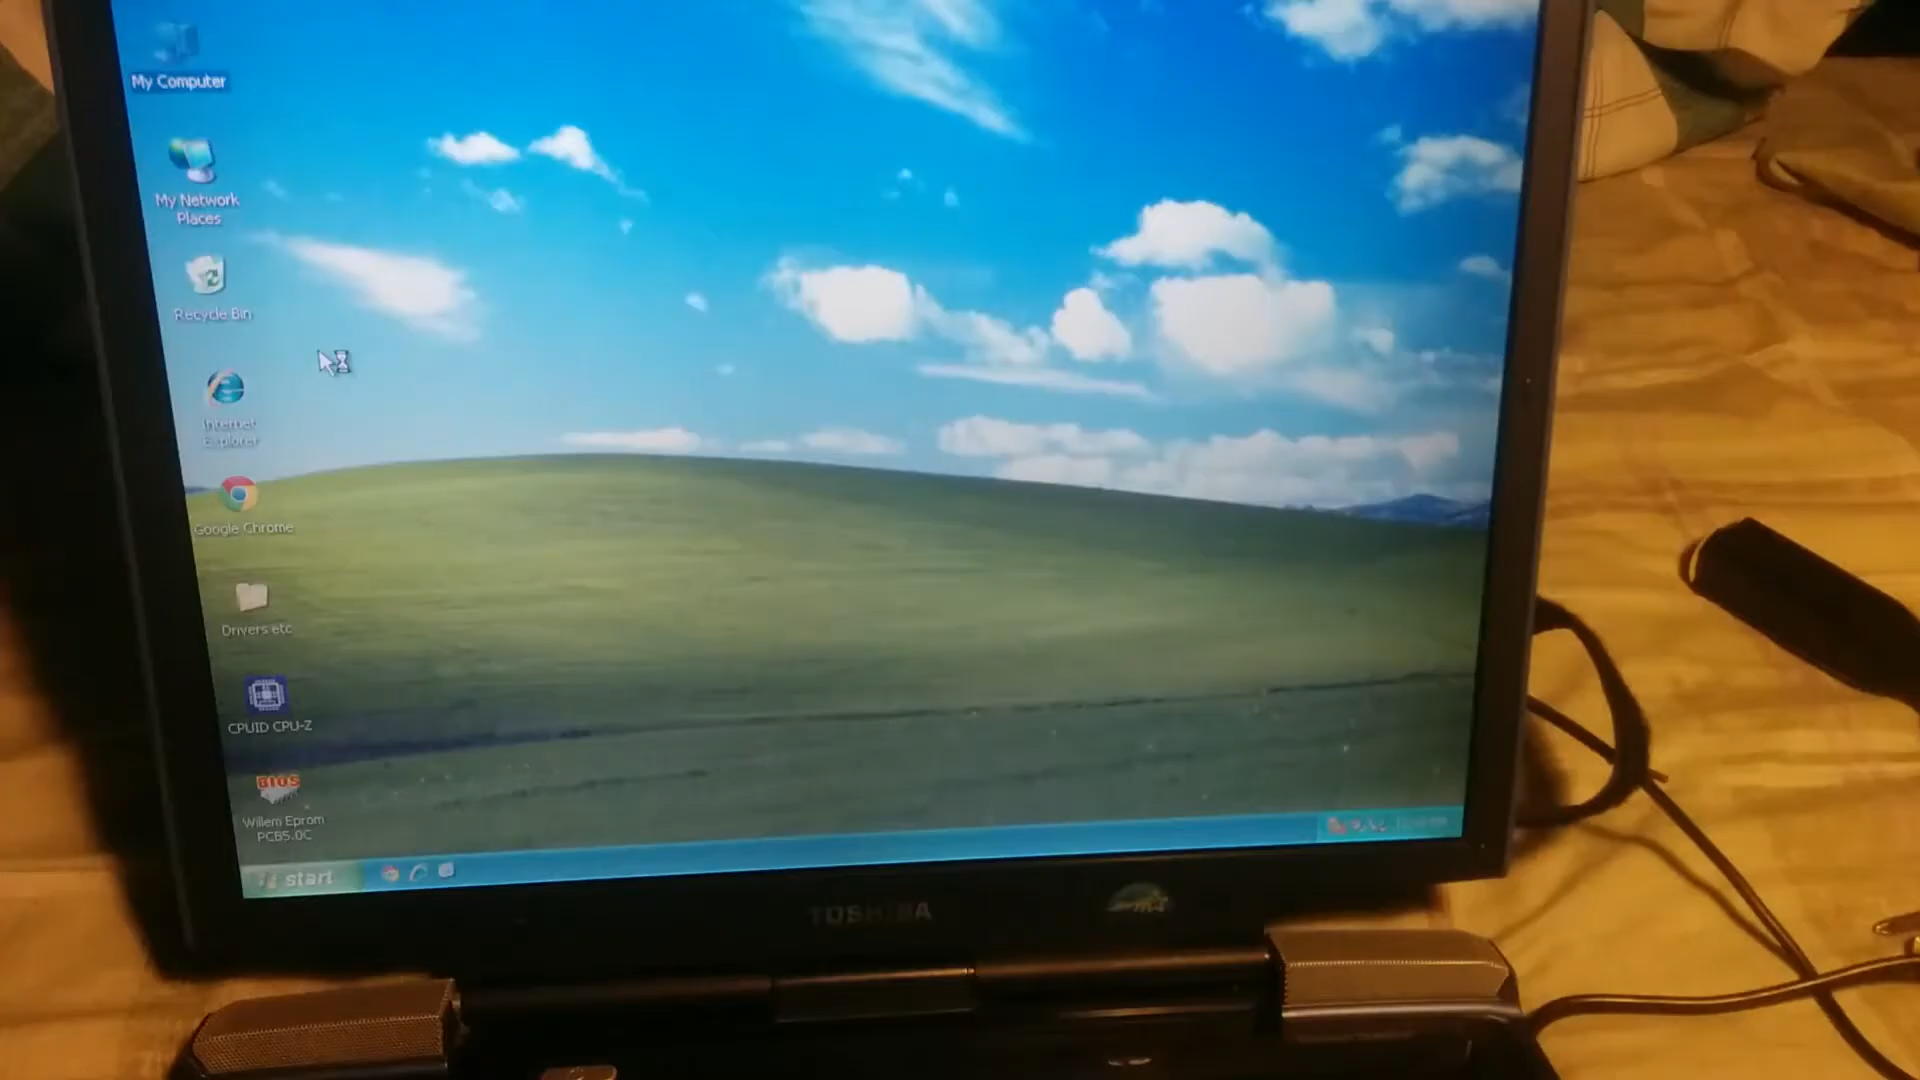 My Computer
My Network
Places
Recycle Bin
Internet
Explorer
Google Chrome
Drivers etc
CPUID CPU-Z
BIOS
Willem Eprom
PCB5.0C
start
TOSHIBA